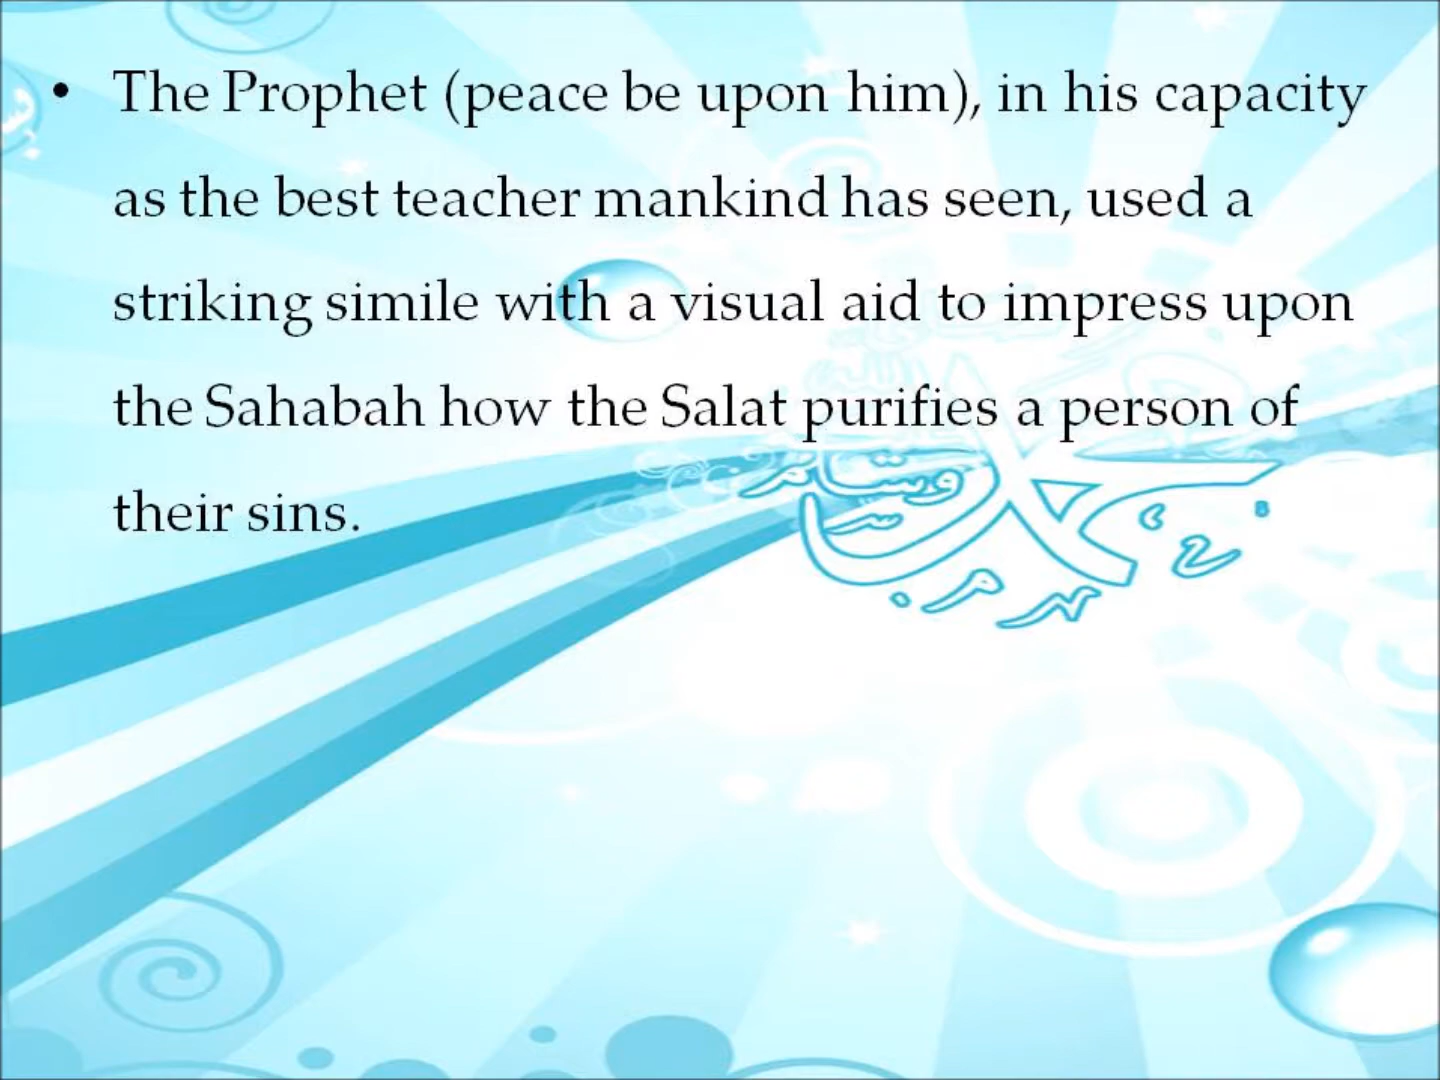 • The Prophet (peace be upon him), in his capacity
as the best teacher mankind has seen, used a
striking simile with a visual aid to impress upon
the Sahabah how the Salat purifies a person of
their sins.
وسلم